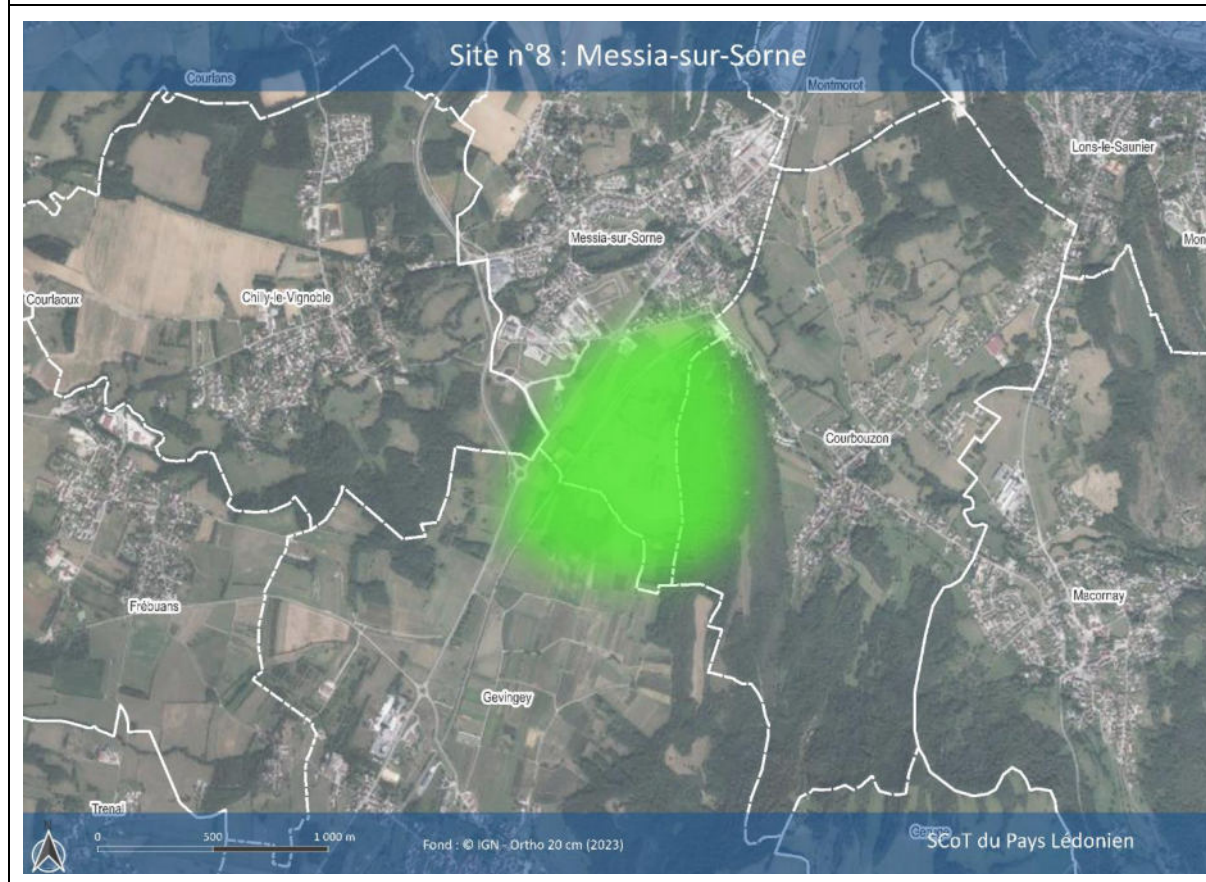 Site n°8 : Messia-sur-Sorne
Courlans
Montmorot
Lons-le-Saunier
Messia-sur-Sorne
Mon
Courlaoux
Chilly-le-Vignoble
Courbouzon
Frébuans
Macornay
Gevingey
Trenal
N
0 500 1 000 m
Fond : © IGN - Ortho 20 cm (2023)
SCoT du Pays Lédonien